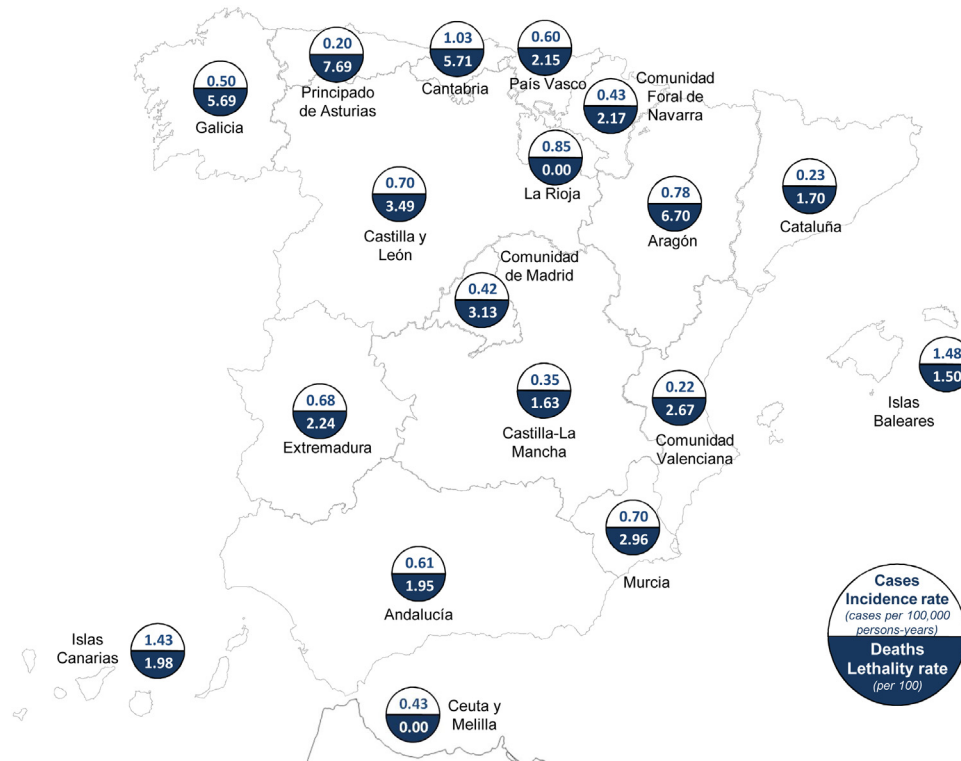 0.50
5.69
Galicia
0.20
7.69
Principado
de Asturias
1.03
5.71
Cantabria
0.60
2.15
País Vasco
Comunidad
Foral de
Navarra
0.43
2.17
0.85
0.00
La Rioja
0.70
3.49
Castilla y
León
0.78
6.70
Aragón
0.23
1.70
Cataluña
Comunidad
de Madrid
0.42
3.13
1.48
1.50
Islas
Baleares
0.68
2.24
Extremadura
0.35
1.63
Castilla-La
Mancha
0.22
2.67
Comunidad
Valenciana
0.70
2.96
Murcia
0.61
1.95
Andalucía
Islas
Canarias
1.43
1.98
0.43
0.00
Ceuta y
Melilla
Cases
Incidence rate
(cases per 100,000
persons-years)
Deaths
Lethality rate
(per 100)